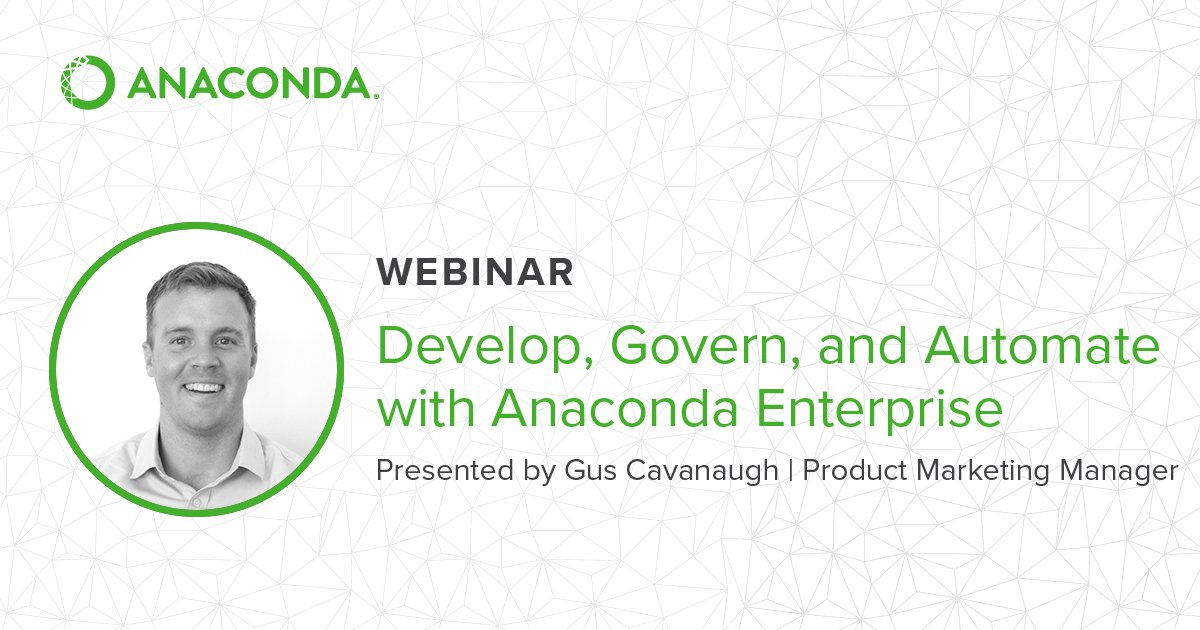 ANACONDA®
WEBINAR
Develop, Govern, and Automate
with Anaconda Enterprise
Presented by Gus Cavanaugh | Product Marketing Manager